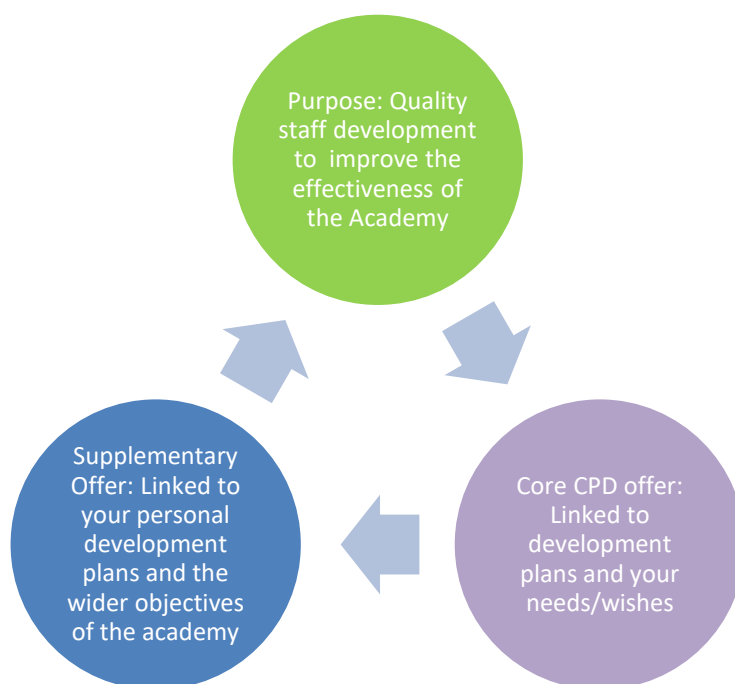 Purpose: Quality
staff development
to  improve the
effectiveness of
the Academy
Supplementary
Offer: Linked to
your personal
development
plans and the
wider objectives
of the academy
Core CPD offer:
Linked to
development
plans and your
needs/wishes